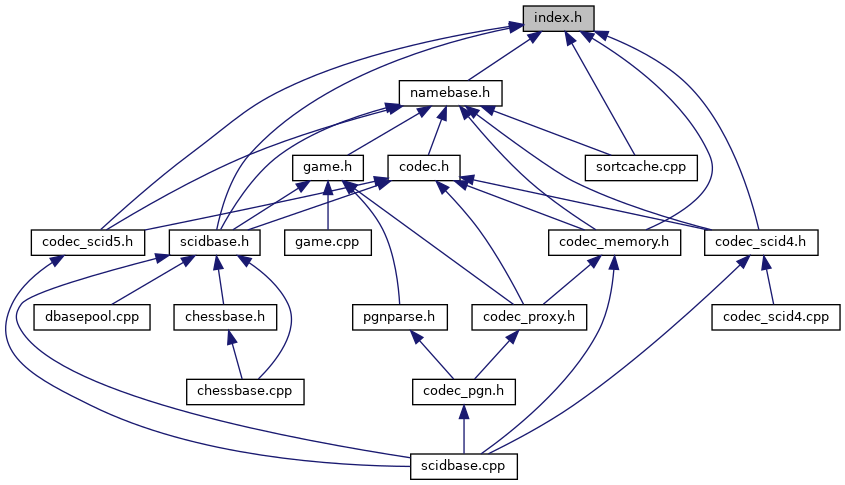 index.h
namebase.h
game.h
codec.h
sortcache.cpp
codec_scid5.h
scidbase.h
game.cpp
codec_memory.h
codec_scid4.h
dbasepool.cpp
chessbase.h
pgnparse.h
codec_proxy.h
codec_scid4.cpp
chessbase.cpp
codec_pgn.h
scidbase.cpp